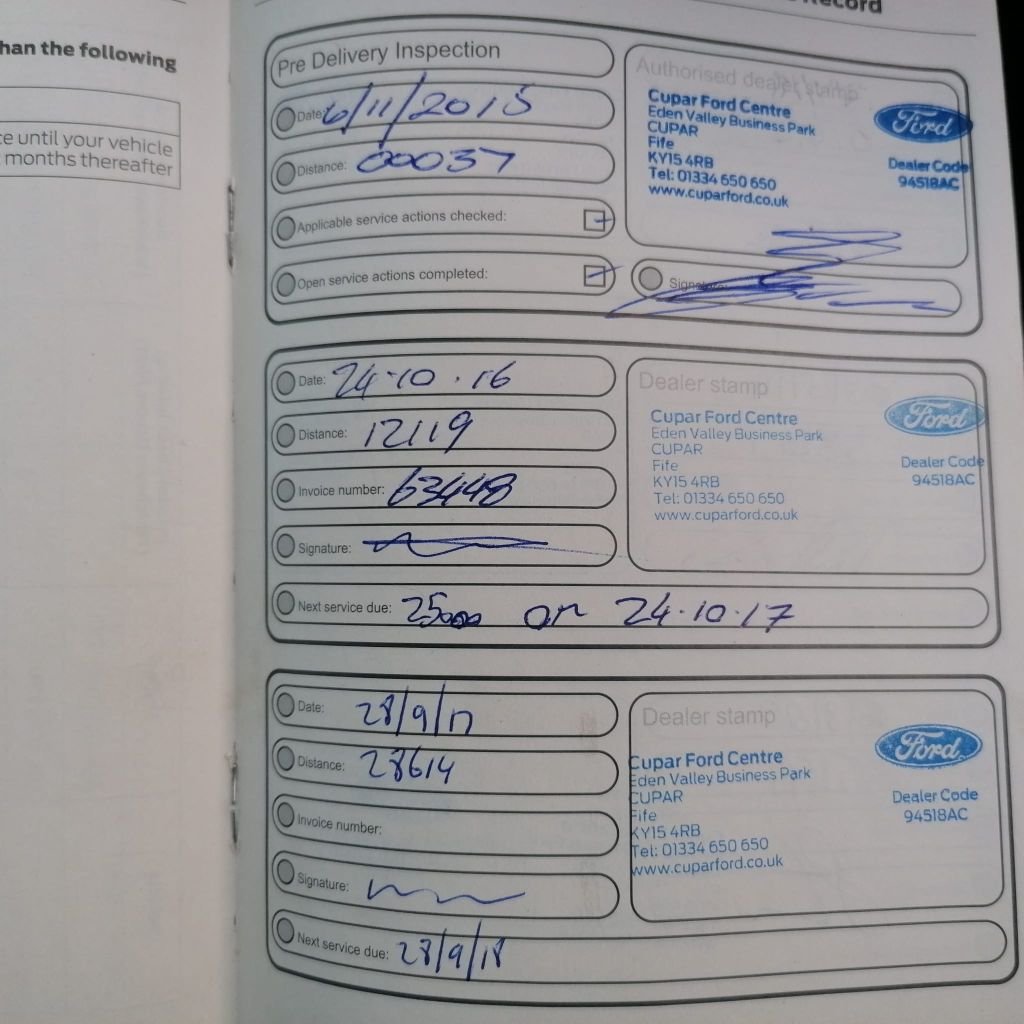 han the following
e until your vehicle
months thereafter
Record
Pre Delivery Inspection
Date: 6/11/2015
Distance: 00037
Applicable service actions checked:
Open service actions completed:
Authorised dealer stamp
Cupar Ford Centre
Eden Valley Business Park
CUPAR
Fife
KY15 4RB
Tel: 01334 650 650
www.cuparford.co.uk
Ford
Dealer Code
94518AC
Signature:
Date: 24-10.16
Distance: 12119
Invoice number: 63448
Signature:
Dealer stamp
Cupar Ford Centre
Eden Valley Business Park
CUPAR
Fife
KY15 4RB
Tel: 01334 650 650
www.cuparford.co.uk
Ford
Dealer Code
94518AC
Next service due: 25000 or 24.10.17
Date: 28/9/17
Distance: 28614
Invoice number:
Signature:
Dealer stamp
Cupar Ford Centre
Eden Valley Business Park
CUPAR
Fife
KY15 4RB
Tel: 01334 650 650
www.cuparford.co.uk
Ford
Dealer Code
94518AC
Next service due: 28/9/18